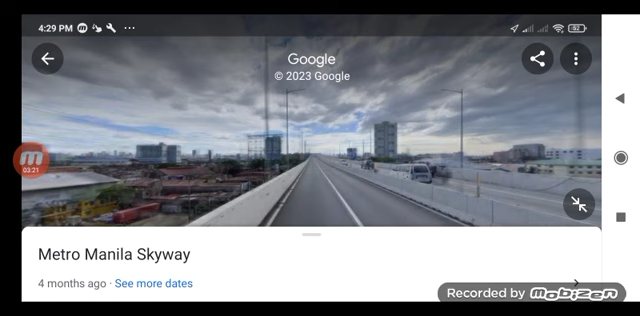 4:29 PM
52
Google
© 2023 Google
03:21
Metro Manila Skyway
4 months ago · See more dates
Recorded by mobizen